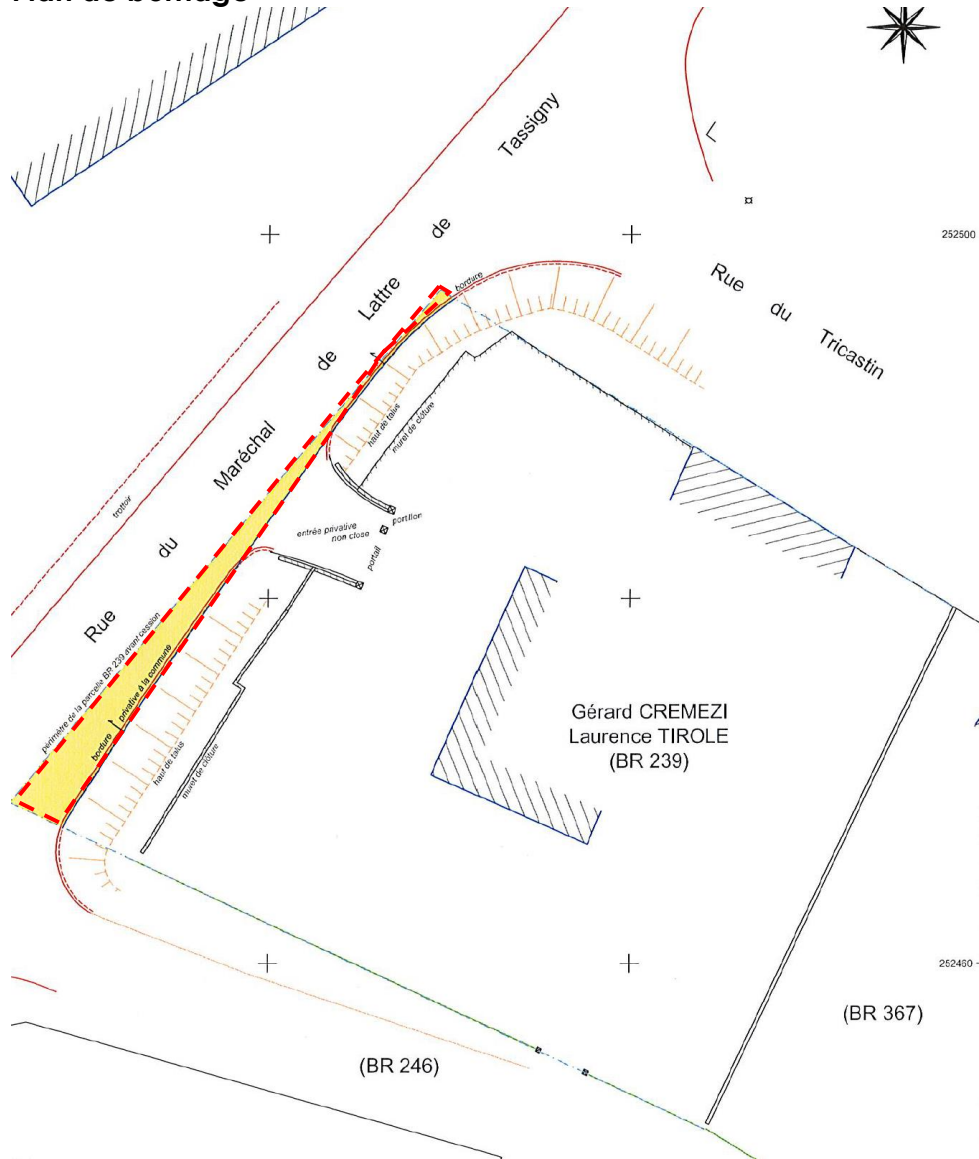 Plan de bornage
Tassigny
de
252500
Lattre
bordure
Rue du Tricastin
de
haut de talus
muret de clôture
Maréchal
trottoir
portillon
entrée privative
non close
portail
du
Rue
périmètre de la parcelle BR 239 avant cession
bordure privative à la commune
haut de talus
muret de clôture
Gérard CREMEZI
Laurence TIROLE
(BR 239)
252460
(BR 367)
(BR 246)